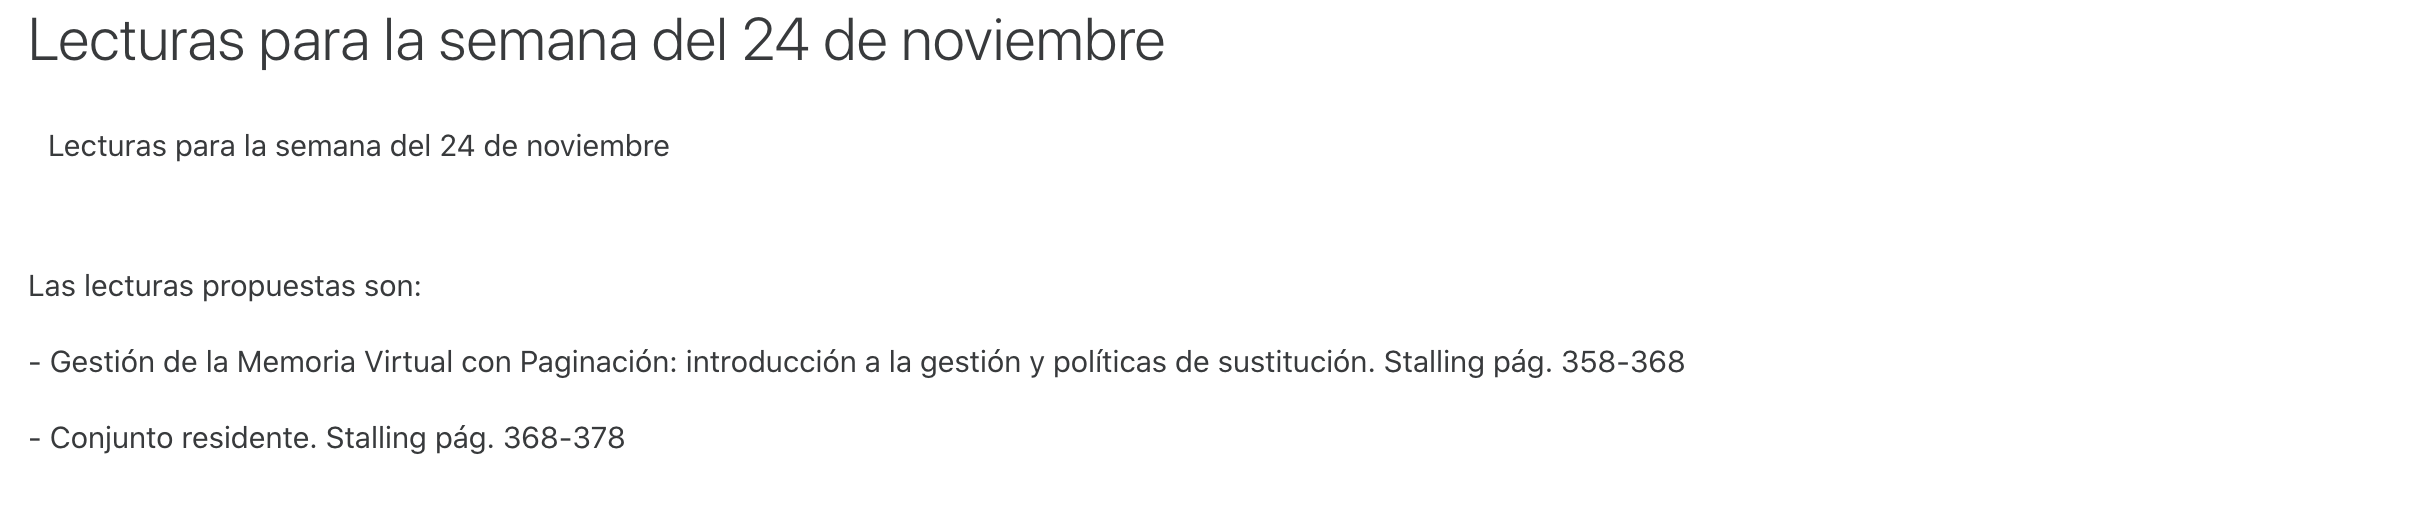 Lecturas para la semana del 24 de noviembre
Lecturas para la semana del 24 de noviembre
Las lecturas propuestas son:
- Gestión de la Memoria Virtual con Paginación: introducción a la gestión y políticas de sustitución. Stalling pág. 358-368
- Conjunto residente. Stalling pág. 368-378